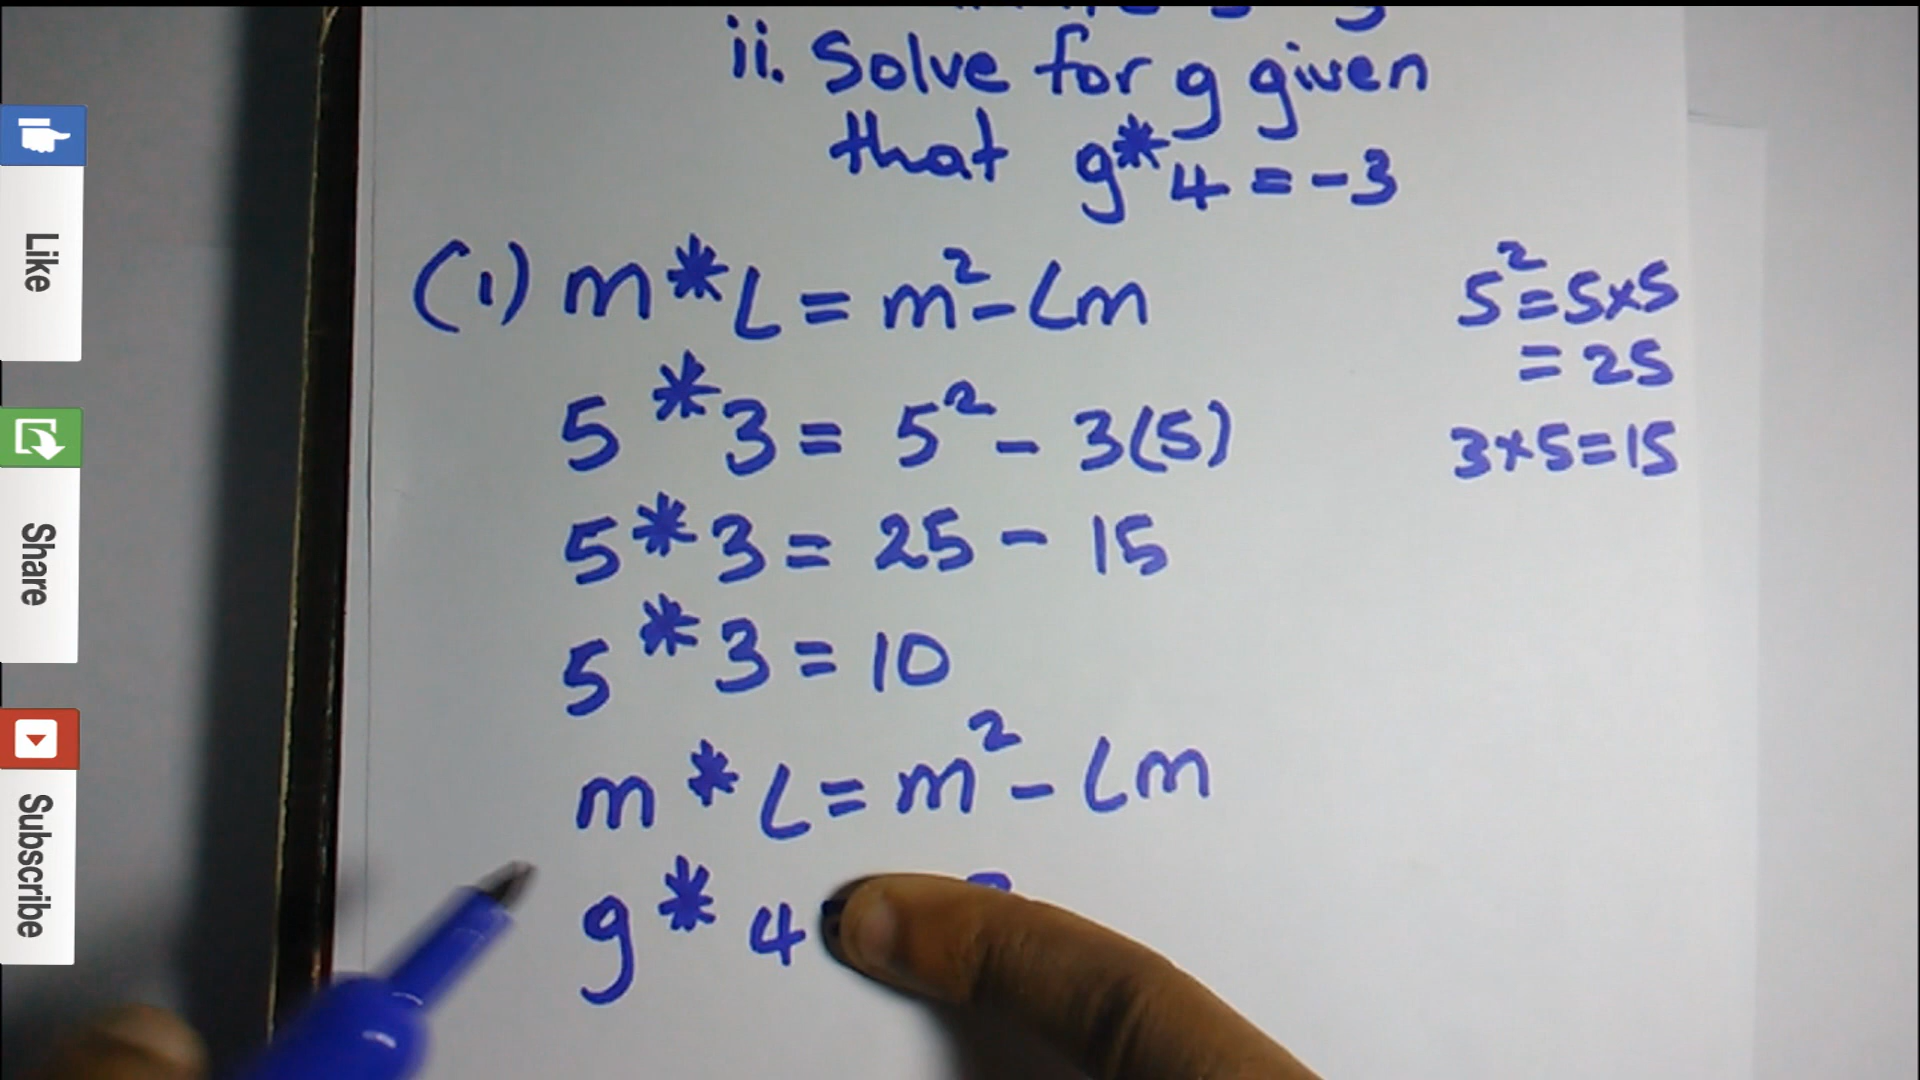 ii. Solve for g given
that g*4 = -3
(1) m*L = m²-Lm
5*3 = 5² - 3(5)
5*3 = 25 - 15
5*3 = 10
m*L = m² - Lm
g*4
5² = 5×5
= 25
3×5=15
Like
Share
Subscribe